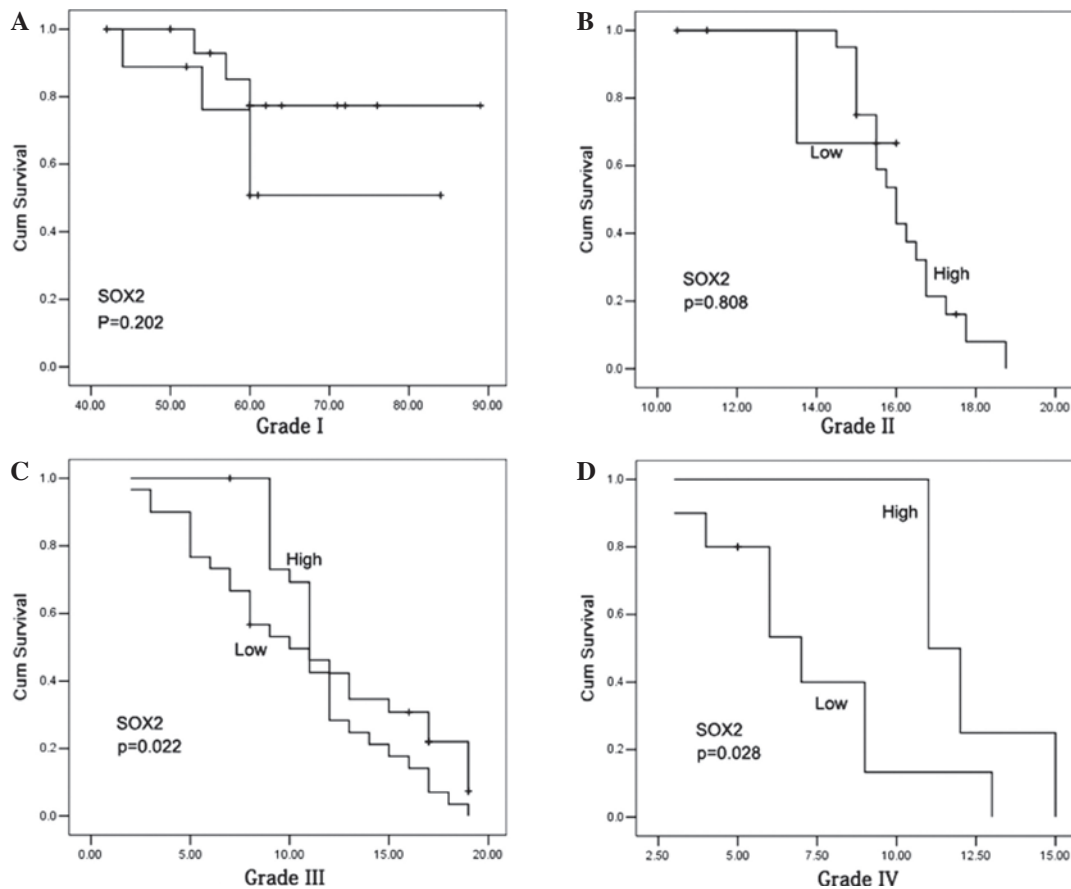 A
Cum Survival
1.0
0.8
0.6
0.4
0.2
0.0
SOX2
P=0.202
40.00 50.00 60.00 70.00 80.00 90.00
Grade I
B
Cum Survival
1.0
0.8
0.6
0.4
0.2
0.0
Low
High
SOX2
p=0.808
10.00 12.00 14.00 16.00 18.00 20.00
Grade II
C
Cum Survival
1.0
0.8
0.6
0.4
0.2
0.0
High
Low
SOX2
p=0.022
0.00 5.00 10.00 15.00 20.00
Grade III
D
Cum Survival
1.0
0.8
0.6
0.4
0.2
0.0
High
Low
SOX2
p=0.028
2.50 5.00 7.50 10.00 12.50 15.00
Grade IV